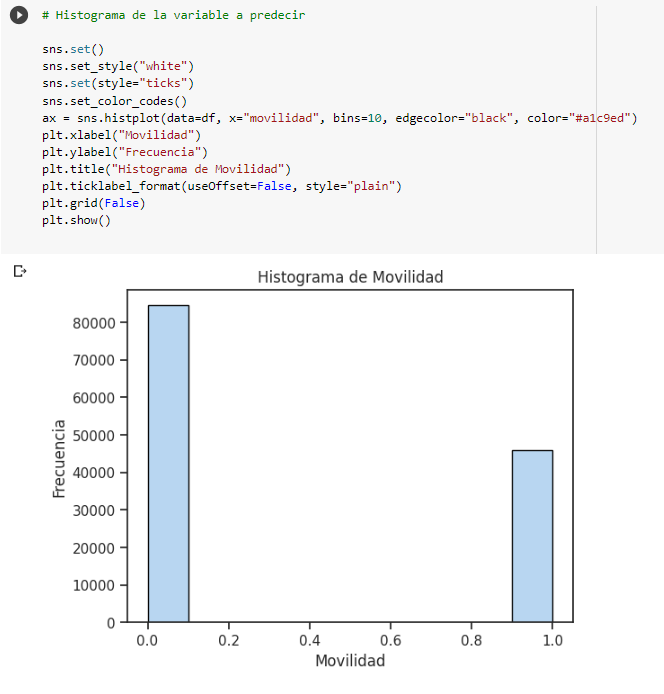 # Histograma de la variable a predecir
sns.set()
sns.set_style("white")
sns.set(style="ticks")
sns.set_color_codes()
ax = sns.histplot(data=df, x="movilidad", bins=10, edgecolor="black", color="#a1c9ed")
plt.xlabel("Movilidad")
plt.ylabel("Frecuencia")
plt.title("Histograma de Movilidad")
plt.ticklabel_format(useOffset=False, style="plain")
plt.grid(False)
plt.show()
Histograma de Movilidad
80000
70000
60000
50000
40000
30000
20000
10000
0
Frecuencia
0.0 0.2 0.4 0.6 0.8 1.0
Movilidad